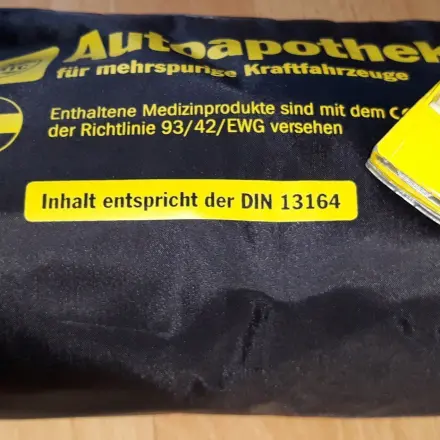 Autoapothek
für mehrspurige Kraftfahrzeuge
Enthaltene Medizinprodukte sind mit dem
der Richtlinie 93/42/EWG versehen
Inhalt entspricht der DIN 13164